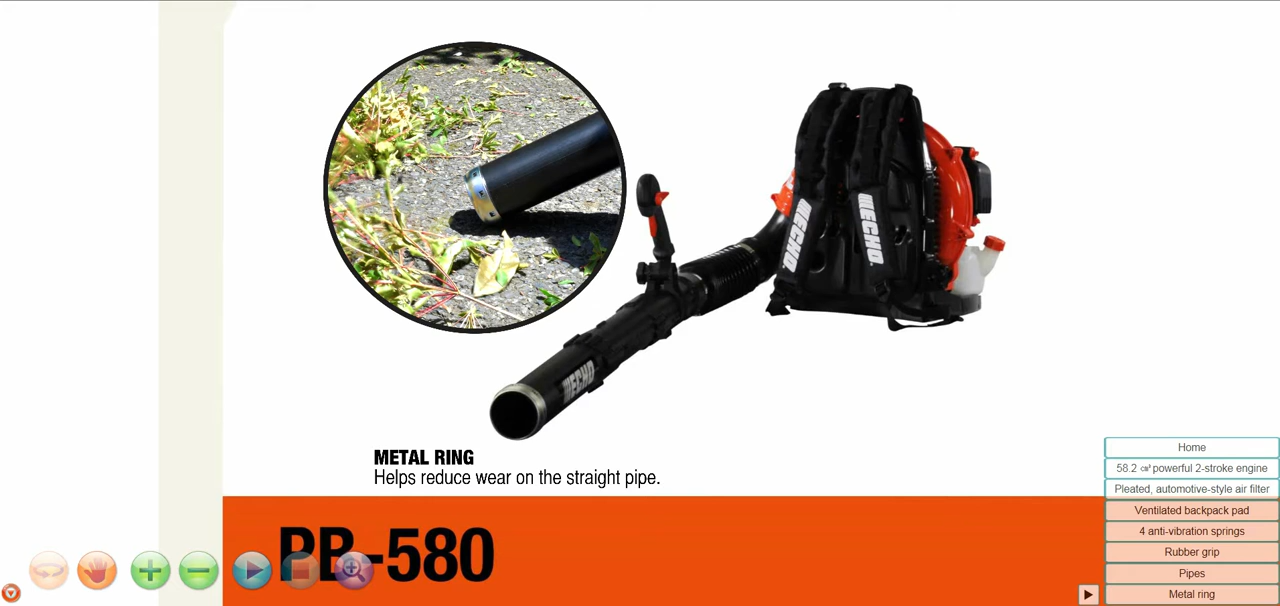 ECHO
ECHO
ECHO
METAL RING
Helps reduce wear on the straight pipe.
PB-580
Home
58.2 cm³ powerful 2-stroke engine
Pleated, automotive-style air filter
Ventilated backpack pad
4 anti-vibration springs
Rubber grip
Pipes
Metal ring